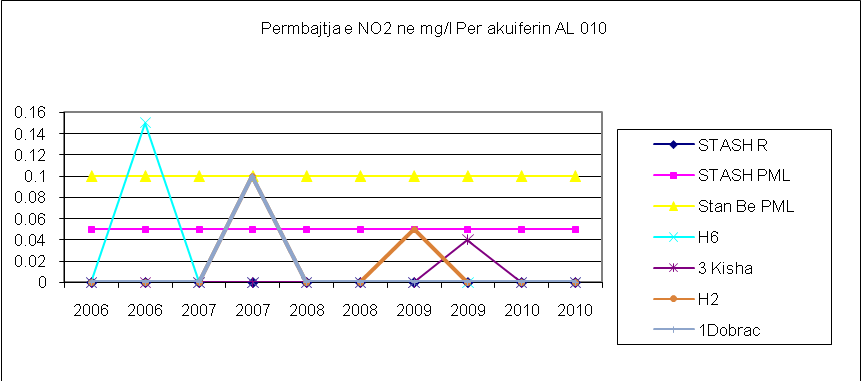 Permbajtja e NO2 ne mg/l Per akuiferin AL 010
0.16
0.14
0.12
0.1
0.08
0.06
0.04
0.02
0
2006 2006 2007 2007 2008 2008 2009 2009 2010 2010
STASH R
STASH PML
Stan Be PML
H6
3 Kisha
H2
1Dobrac